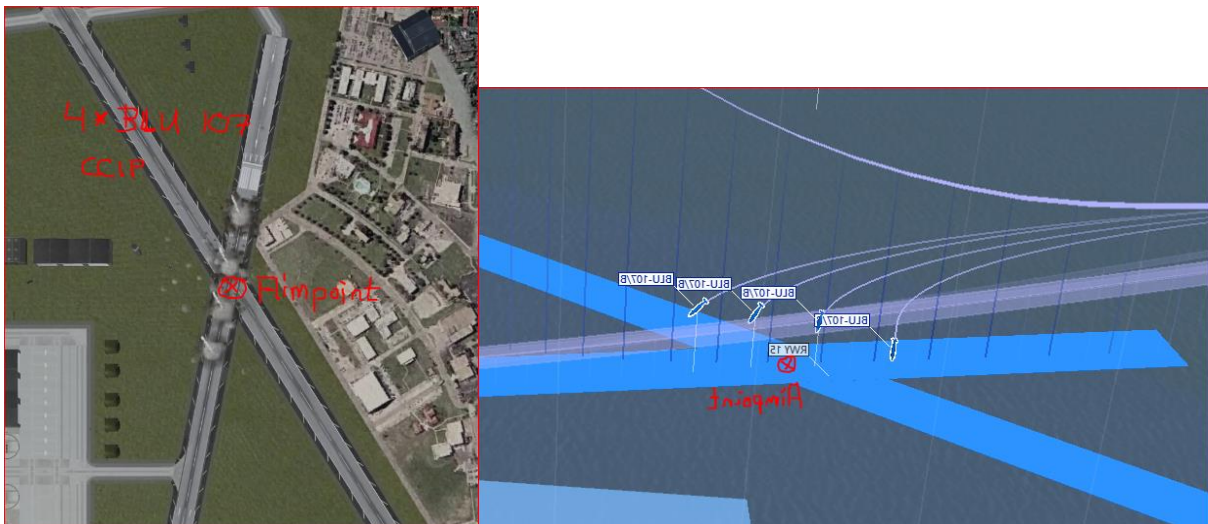 4 x BLU 107
CCIP
Aimpoint
BLU-107/B
BLU-107/B
BLU-107/B
BLU-107/B
RWY 15
Aimpoint